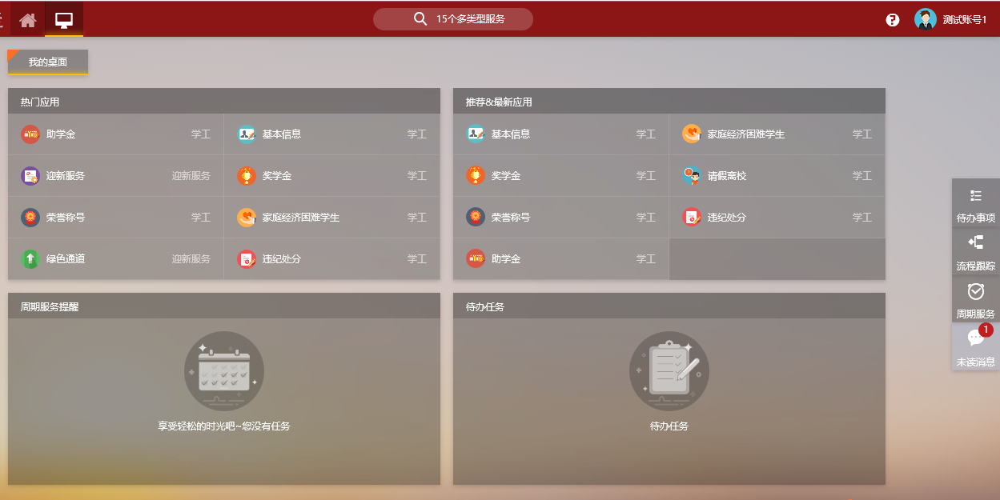 15个多类型服务
测试账号1
我的桌面
热门应用
助学金 学工
基本信息 学工
迎新服务 迎新服务
奖学金 学工
荣誉称号 学工
家庭经济困难学生 学工
绿色通道 迎新服务
违纪处分 学工
推荐&最新应用
基本信息 学工
家庭经济困难学生 学工
奖学金 学工
请假离校 学工
荣誉称号 学工
违纪处分 学工
助学金 学工
周期服务提醒
享受轻松的时光吧~您没有任务
待办任务
待办任务
待办事项
流程跟踪
周期服务
1
未读消息